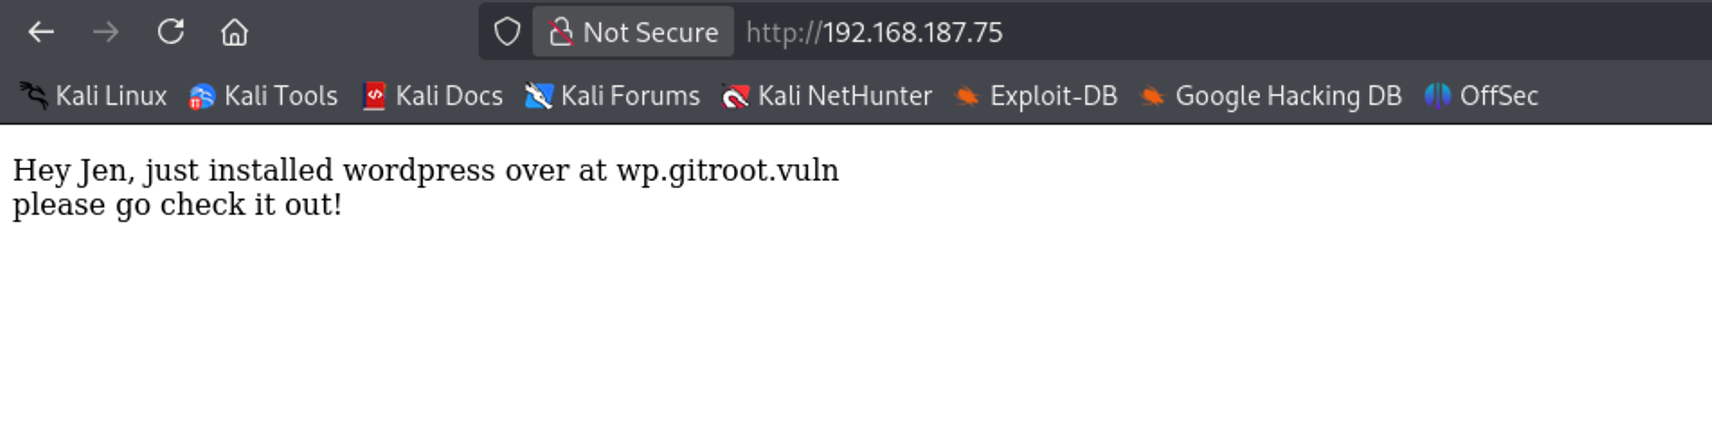 Not Secure http://192.168.187.75
Kali Linux Kali Tools Kali Docs Kali Forums Kali NetHunter Exploit-DB Google Hacking DB OffSec
Hey Jen, just installed wordpress over at wp.gitroot.vuln
please go check it out!